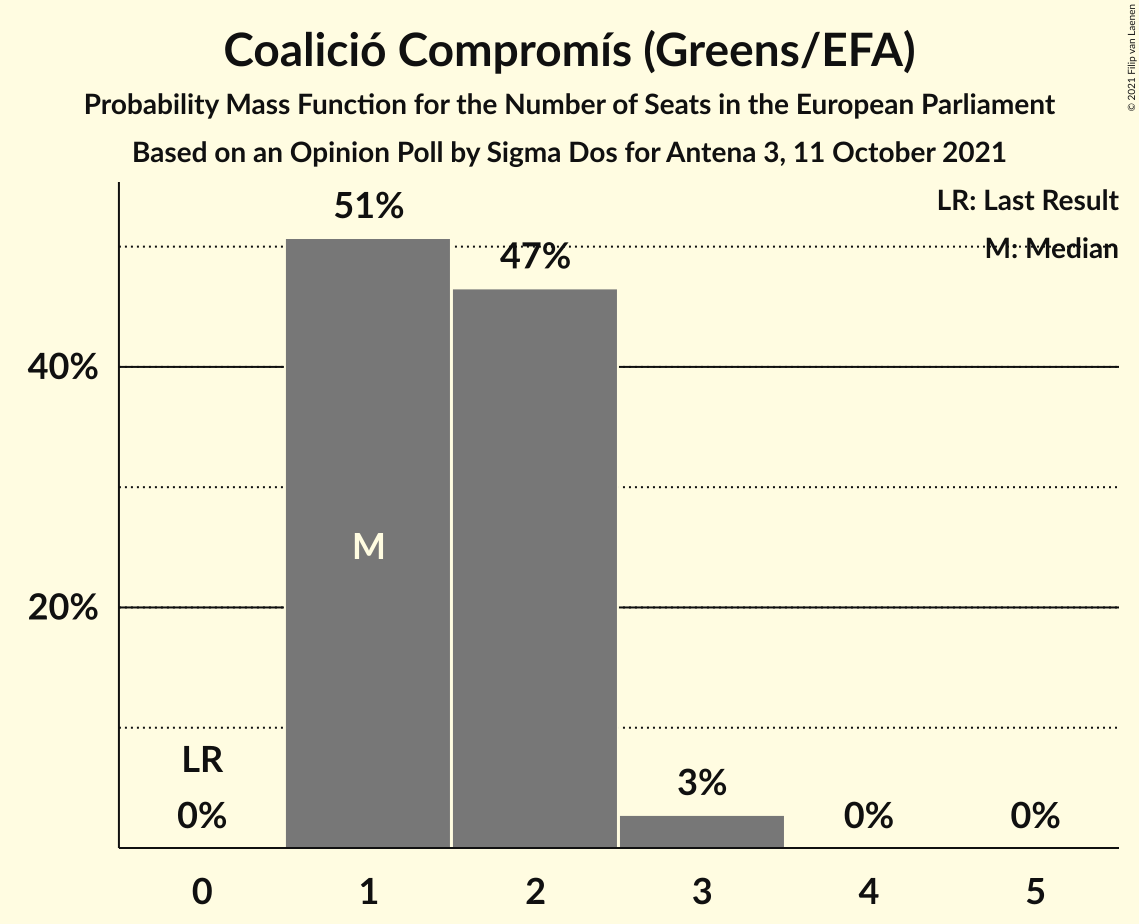 Coalició Compromís (Greens/EFA)
Probability Mass Function for the Number of Seats in the European Parliament
Based on an Opinion Poll by Sigma Dos for Antena 3, 11 October 2021
© 2021 Filip van Laenen
LR: Last Result
M: Median
51%
47%
40%
M
20%
LR
0%
3%
0%
0%
0 1 2 3 4 5